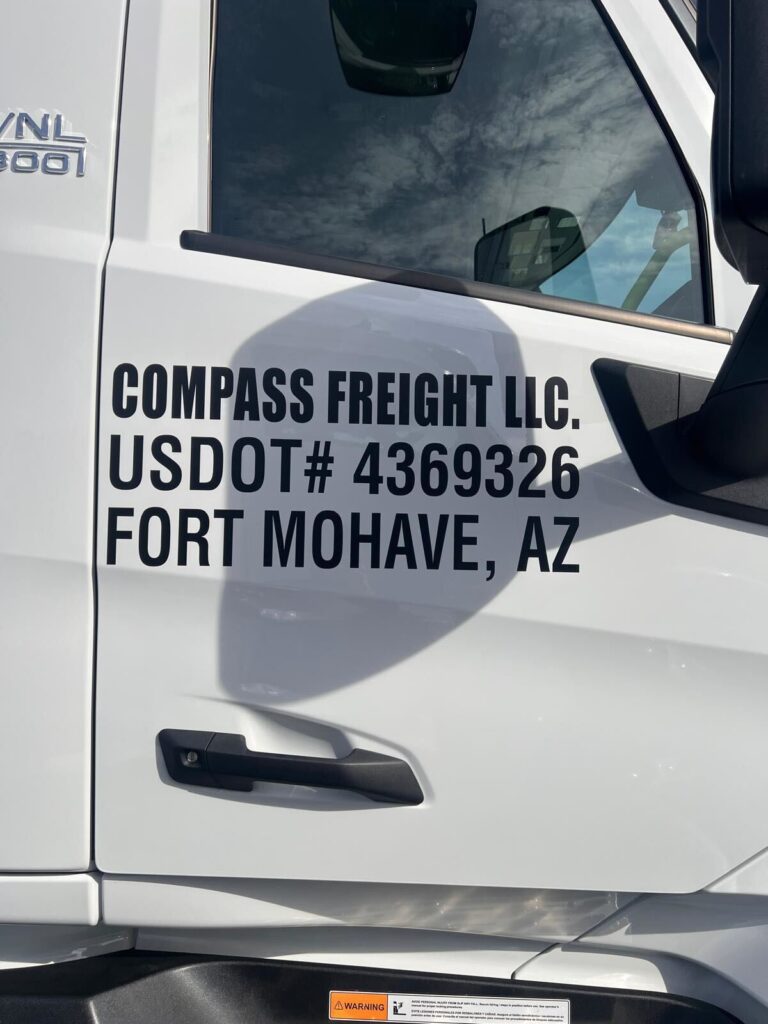 VNL
COMPASS FREIGHT LLC.
USDOT# 4369326
FORT MOHAVE, AZ
WARNING